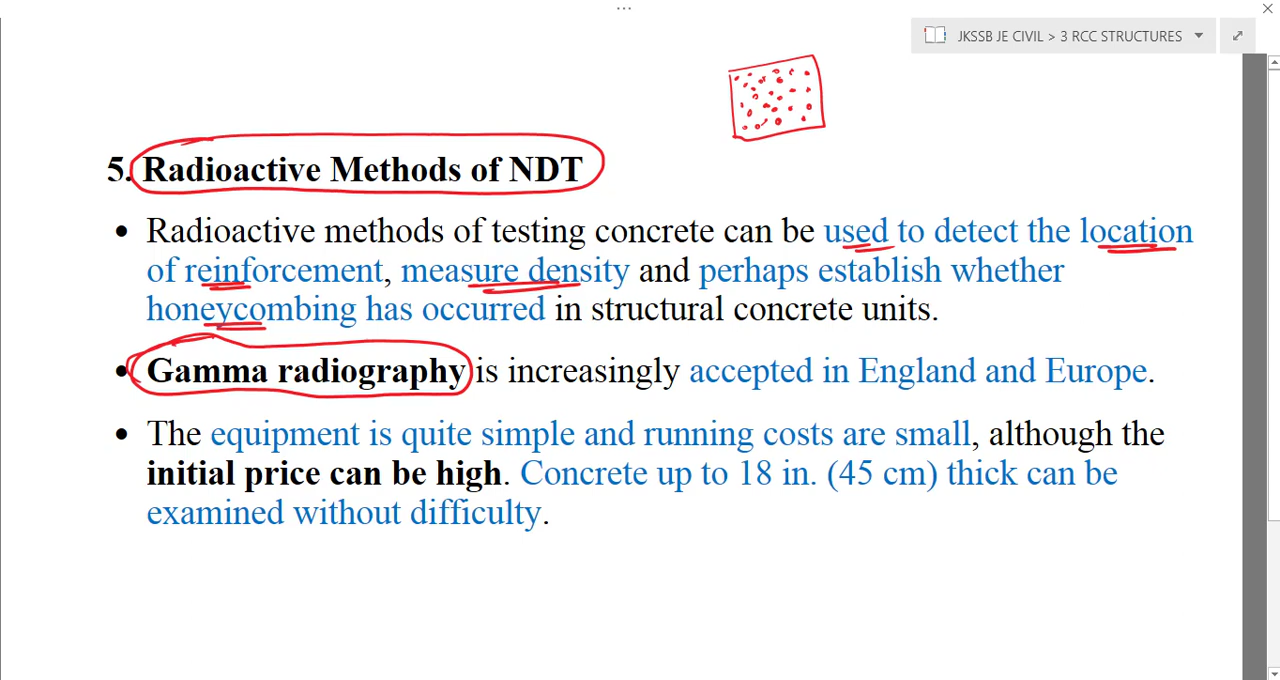 JKSSB JE CIVIL > 3 RCC STRUCTURES
5. Radioactive Methods of NDT
• Radioactive methods of testing concrete can be used to detect the location
of reinforcement, measure density and perhaps establish whether
honeycombing has occurred in structural concrete units.
• Gamma radiography is increasingly accepted in England and Europe.
• The equipment is quite simple and running costs are small, although the
initial price can be high. Concrete up to 18 in. (45 cm) thick can be
examined without difficulty.